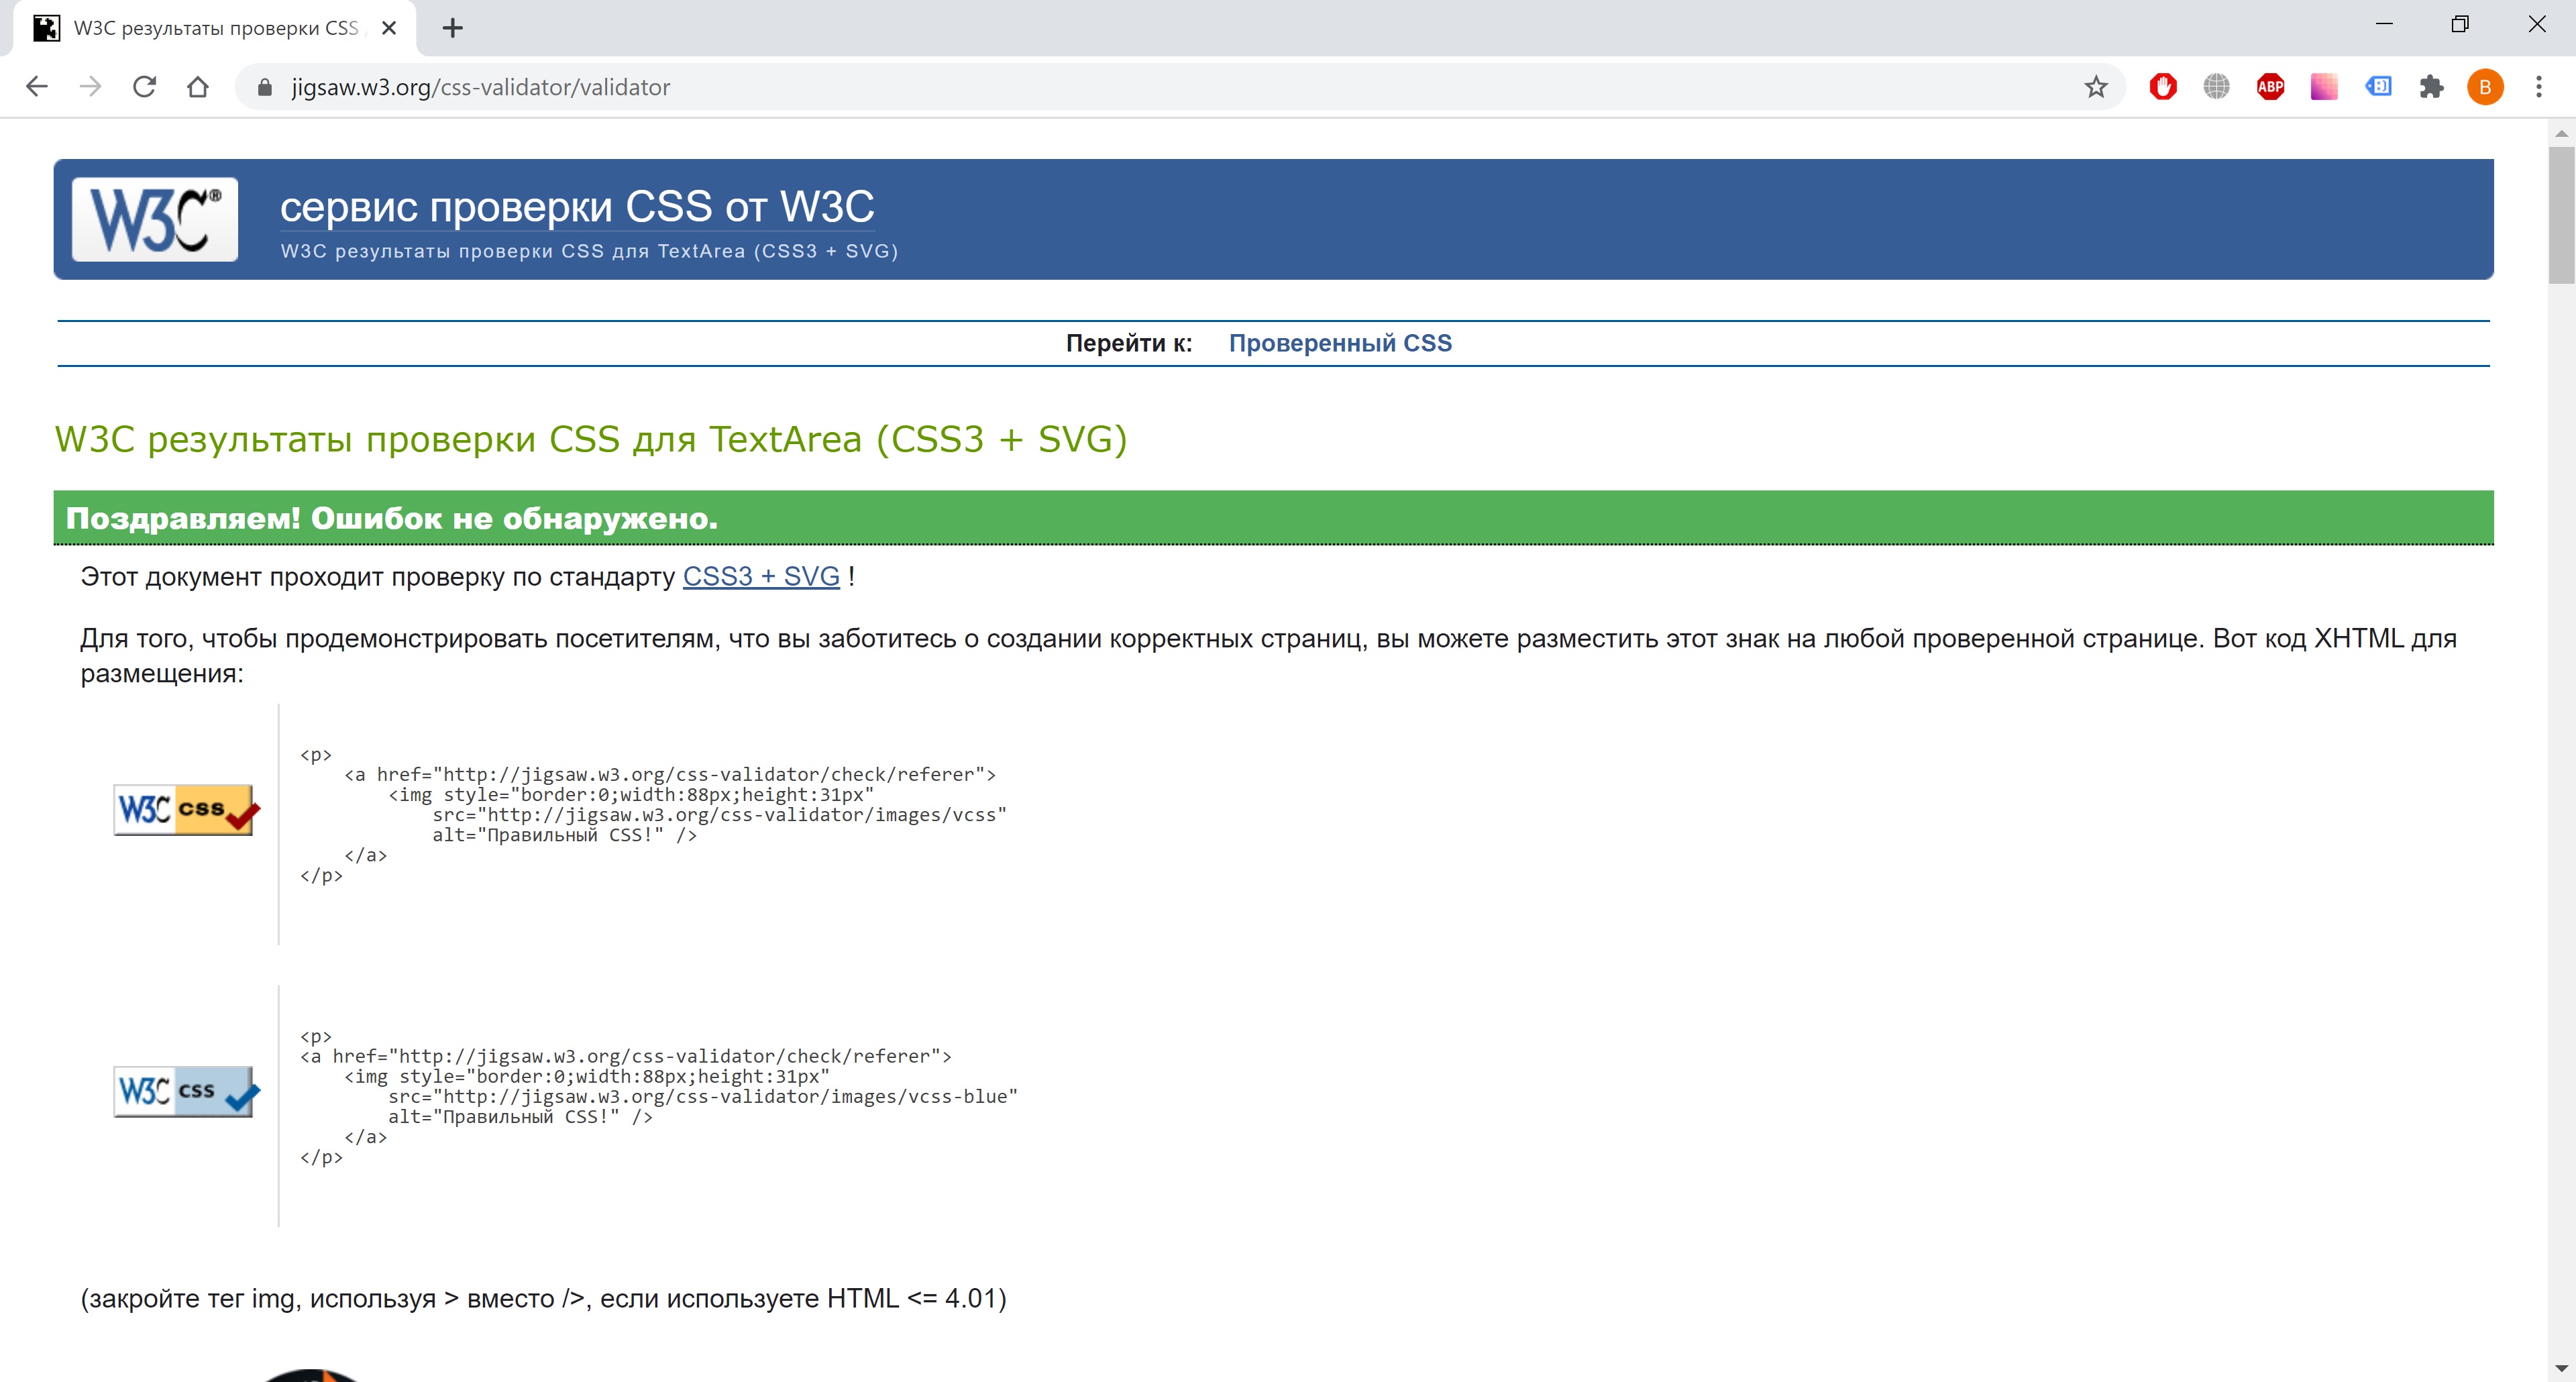 W3C результаты проверки CSS
jigsaw.w3.org/css-validator/validator
ABP
B
W3C®
сервис проверки CSS от W3C
W3C результаты проверки CSS для TextArea (CSS3 + SVG)
Перейти к: Проверенный CSS
W3C результаты проверки CSS для TextArea (CSS3 + SVG)
Поздравляем! Ошибок не обнаружено.
Этот документ проходит проверку по стандарту CSS3 + SVG !
Для того, чтобы продемонстрировать посетителям, что вы заботитесь о создании корректных страниц, вы можете разместить этот знак на любой проверенной странице. Вот код XHTML для
размещения:
W3C css
<p>
<a href="http://jigsaw.w3.org/css-validator/check/referer">
<img style="border:0;width:88px;height:31px"
src="http://jigsaw.w3.org/css-validator/images/vcss"
alt="Правильный CSS!" />
</a>
</p>
W3C css
<p>
<a href="http://jigsaw.w3.org/css-validator/check/referer">
<img style="border:0;width:88px;height:31px"
src="http://jigsaw.w3.org/css-validator/images/vcss-blue"
alt="Правильный CSS!" />
</a>
</p>
(закройте тег img, используя > вместо />, если используете HTML <= 4.01)